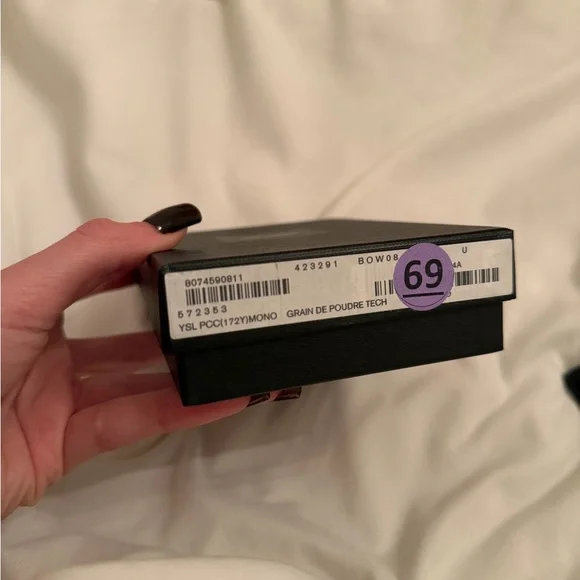 8074590811 423291 BOW08 U
69
4A
572353
YSL PCC(172Y)MONO GRAIN DE POUDRE TECH